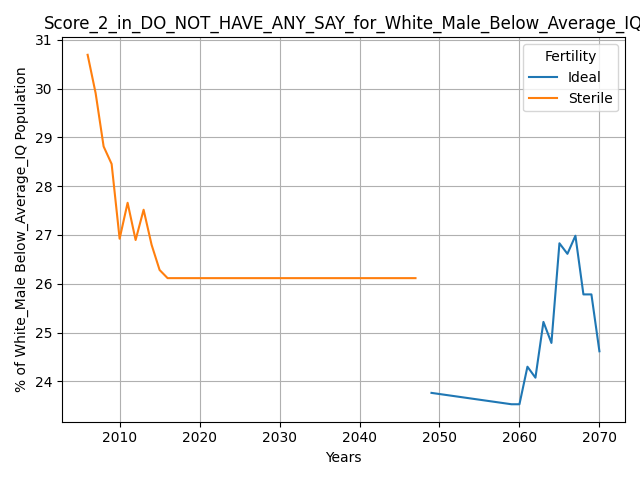 Score_2_in_DO_NOT_HAVE_ANY_SAY_for_White_Male_Below_Average_IQ
% of White_Male Below_Average_IQ Population
31
30
29
28
27
26
25
24
Fertility
Ideal
Sterile
2010 2020 2030 2040 2050 2060 2070
Years